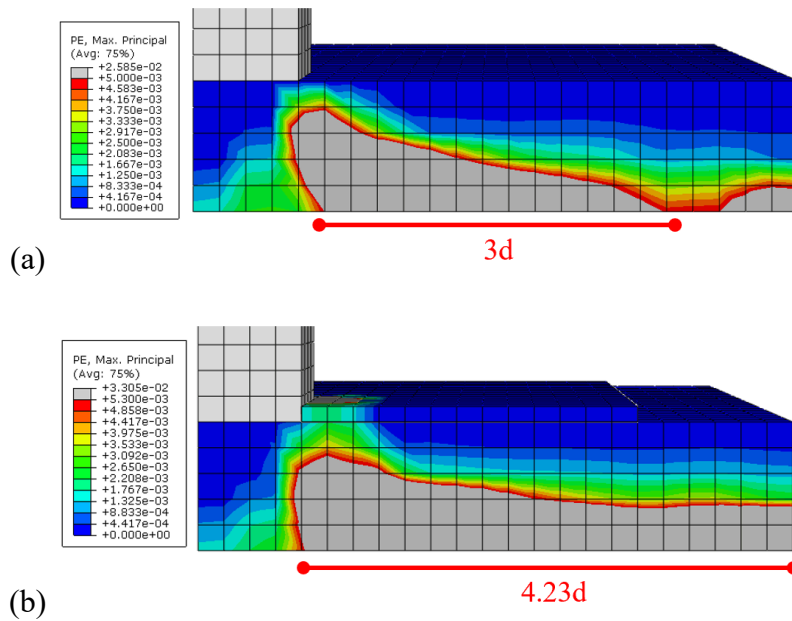 PE, Max. Principal
(Avg: 75%)
+2.585e-02
+5.000e-03
+4.583e-03
+4.167e-03
+3.750e-03
+3.333e-03
+2.917e-03
+2.500e-03
+2.083e-03
+1.667e-03
+1.250e-03
+8.333e-04
+4.167e-04
+0.000e+00
3d
(a)
PE, Max. Principal
(Avg: 75%)
+3.305e-02
+5.300e-03
+4.858e-03
+4.417e-03
+3.975e-03
+3.533e-03
+3.092e-03
+2.650e-03
+2.208e-03
+1.767e-03
+1.325e-03
+8.833e-04
+4.417e-04
+0.000e+00
4.23d
(b)